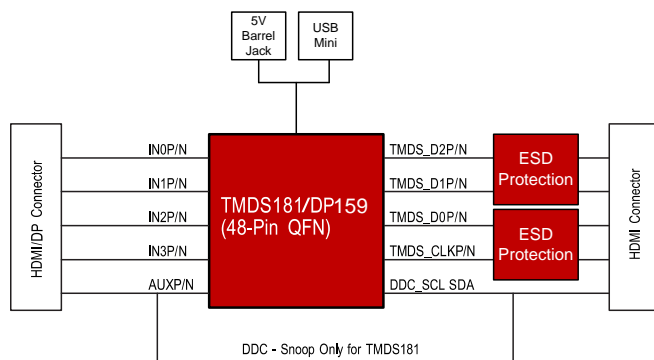 5V
Barrel
Jack
USB
Mini
HDMI/DP Connector
IN0P/N
IN1P/N
IN2P/N
IN3P/N
AUXP/N
TMDS181/DP159
(48-Pin QFN)
TMDS_D2P/N
TMDS_D1P/N
TMDS_D0P/N
TMDS_CLKP/N
DDC_SCL SDA
ESD
Protection
ESD
Protection
HDMI Connector
DDC - Snoop Only for TMDS181